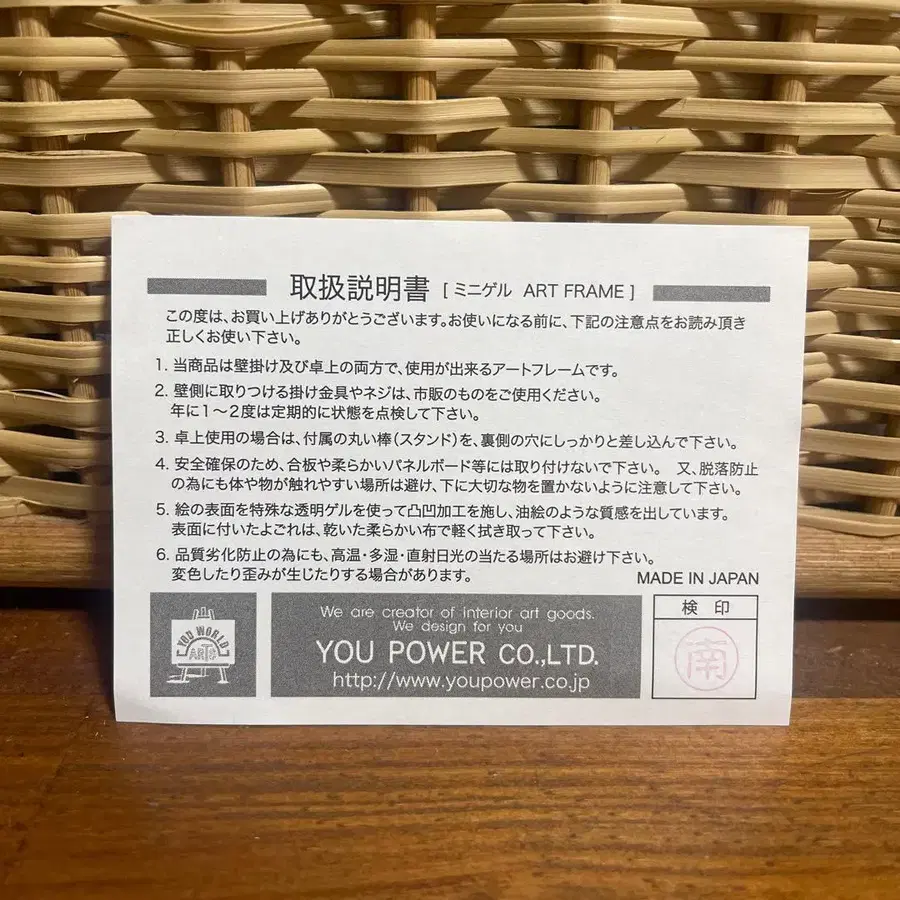 取扱説明書 [ ミニゲル ART FRAME ]
この度は、お買い上げありがとうございます。お使いになる前に、下記の注意点をお読み頂き
正しくお使い下さい。
1. 当商品は壁掛け及び卓上の両方で、使用が出来るアートフレームです。
2. 壁側に取りつける掛け金具やネジは、市販のものをご使用ください。
年に1〜2度は定期的に状態を点検して下さい。
3. 卓上使用の場合は、付属の丸い棒(スタンド)を、裏側の穴にしっかりと差し込んで下さい。
4. 安全確保のため、合板や柔らかいパネルボード等には取り付けないで下さい。 又、脱落防止
の為にも体や物が触れやすい場所は避け、下に大切な物を置かないように注意して下さい。
5. 絵の表面を特殊な透明ゲルを使って凸凹加工を施し、油絵のような質感を出しています。
表面に付いたよごれは、乾いた柔らかい布で軽く拭き取って下さい。
6. 品質劣化防止の為にも、高温・多湿・直射日光の当たる場所はお避け下さい。
変色したり歪みが生じたりする場合があります。
MADE IN JAPAN
YOU WORLD
ARTS
We are creator of interior art goods.
We design for you
YOU POWER CO.,LTD.
http://www.youpower.co.jp
検 印
南